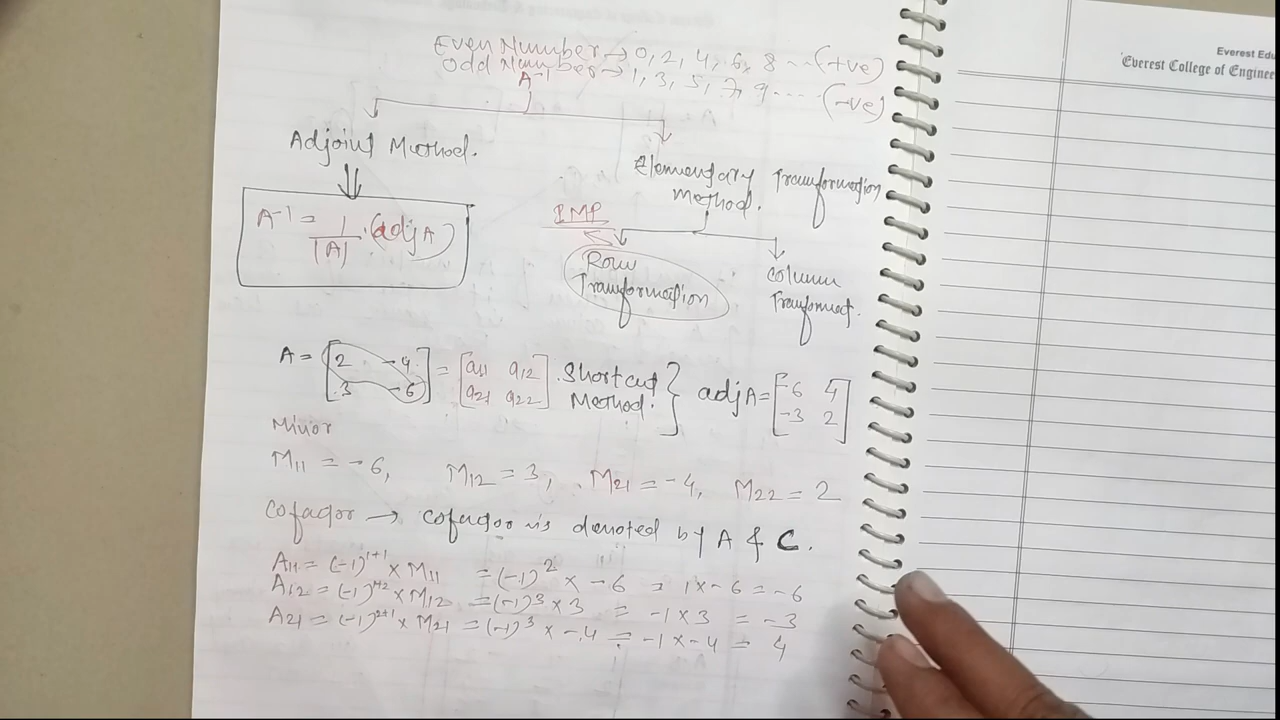 Even Number → 0, 2, 4, 6, 8 ... (+ve)
Odd Number → 1, 3, 5, 7, 9 .... (-ve)
A⁻¹
Adjoint Method.
Elementary Transformation Method.
A⁻¹ = 1/|A| · (adj A)
IMP
Row Transformation
Column Transformat.
A = [2 -4; 3 -6] = [a11 a12; a21 a22] Shortcut Method. } adj A = [-6 4; -3 2]
Minor
M11 = -6, M12 = 3, M21 = -4, M22 = 2
Cofactor → cofactor is denoted by A & C.
A11 = (-1)¹⁺¹ × M11 = (-1)² × -6 = 1 × -6 = -6
A12 = (-1)¹⁺² × M12 = (-1)³ × 3 = -1 × 3 = -3
A21 = (-1)²⁺¹ × M21 = (-1)³ × -4 = -1 × -4 = 4
Everest Edu
Everest College of Enginee